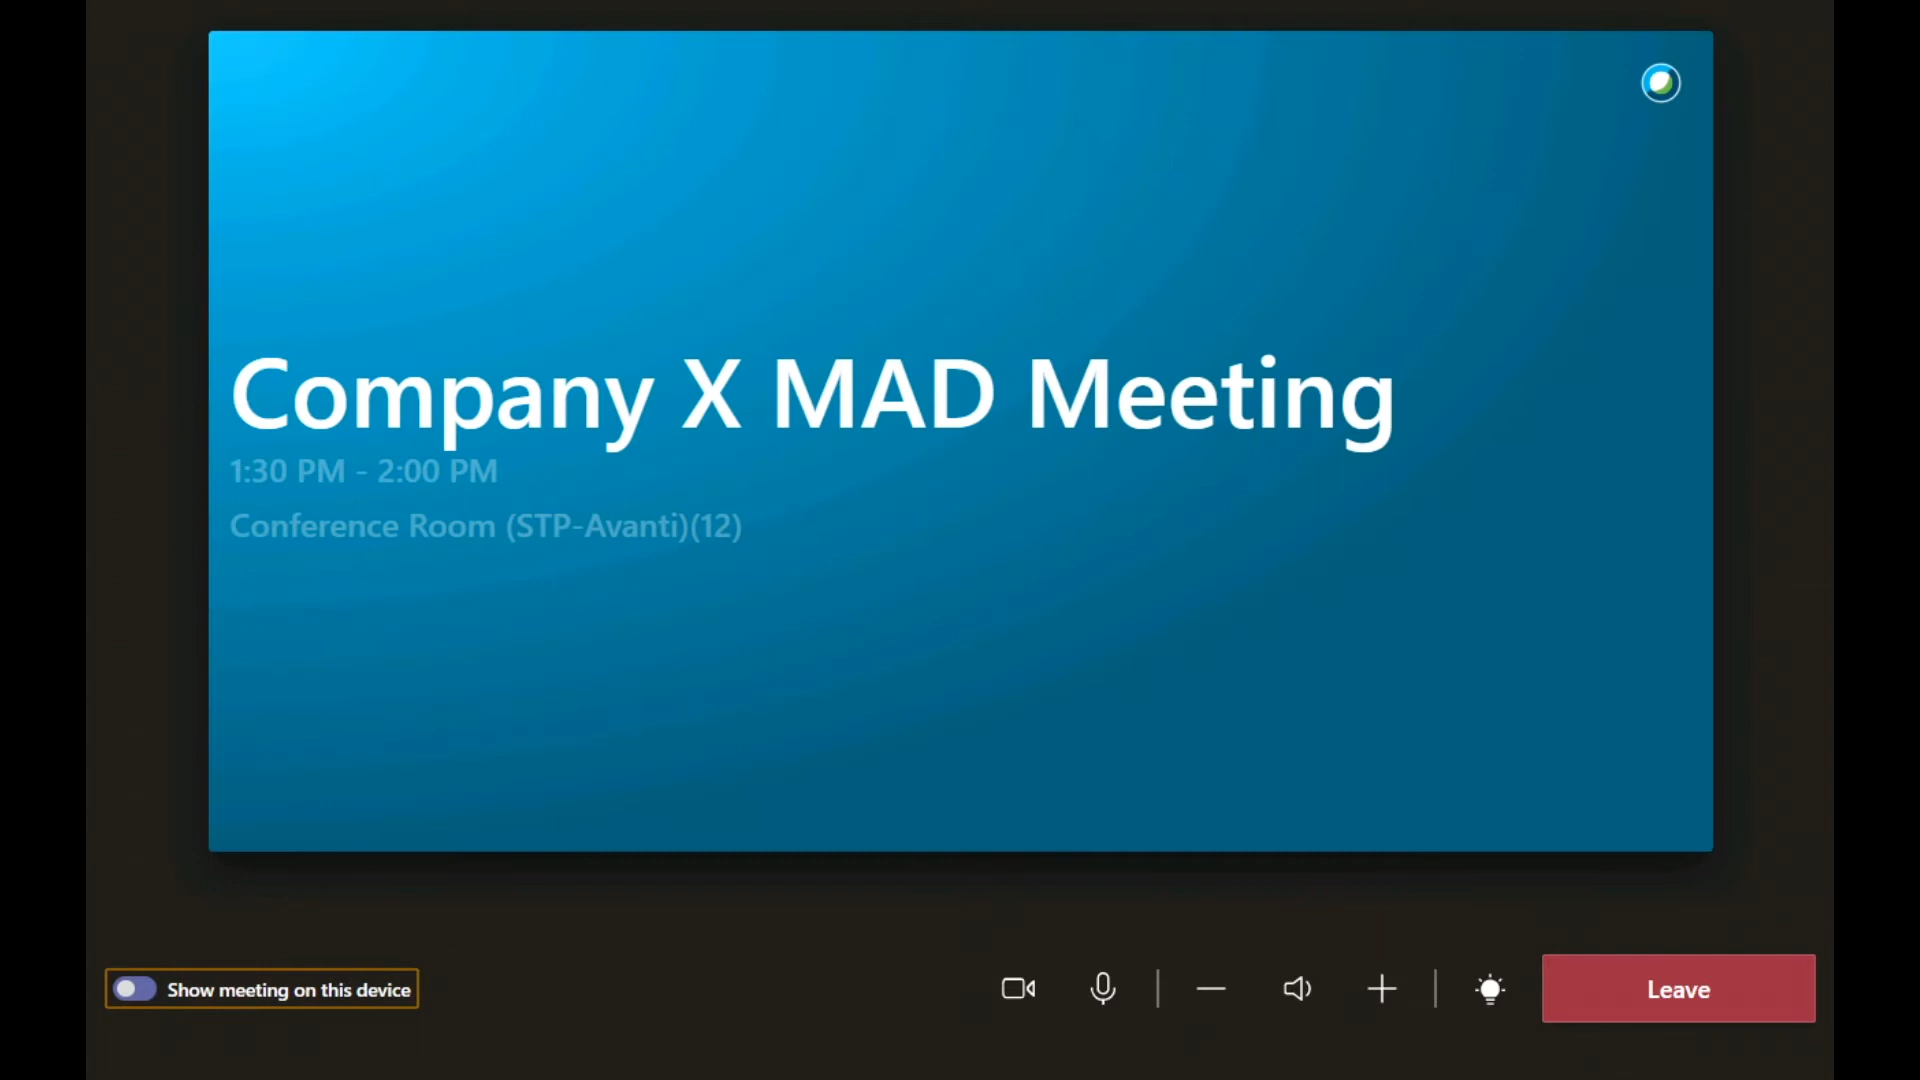 Company X MAD Meeting
1:30 PM - 2:00 PM
Conference Room (STP-Avanti)(12)
Show meeting on this device
Leave